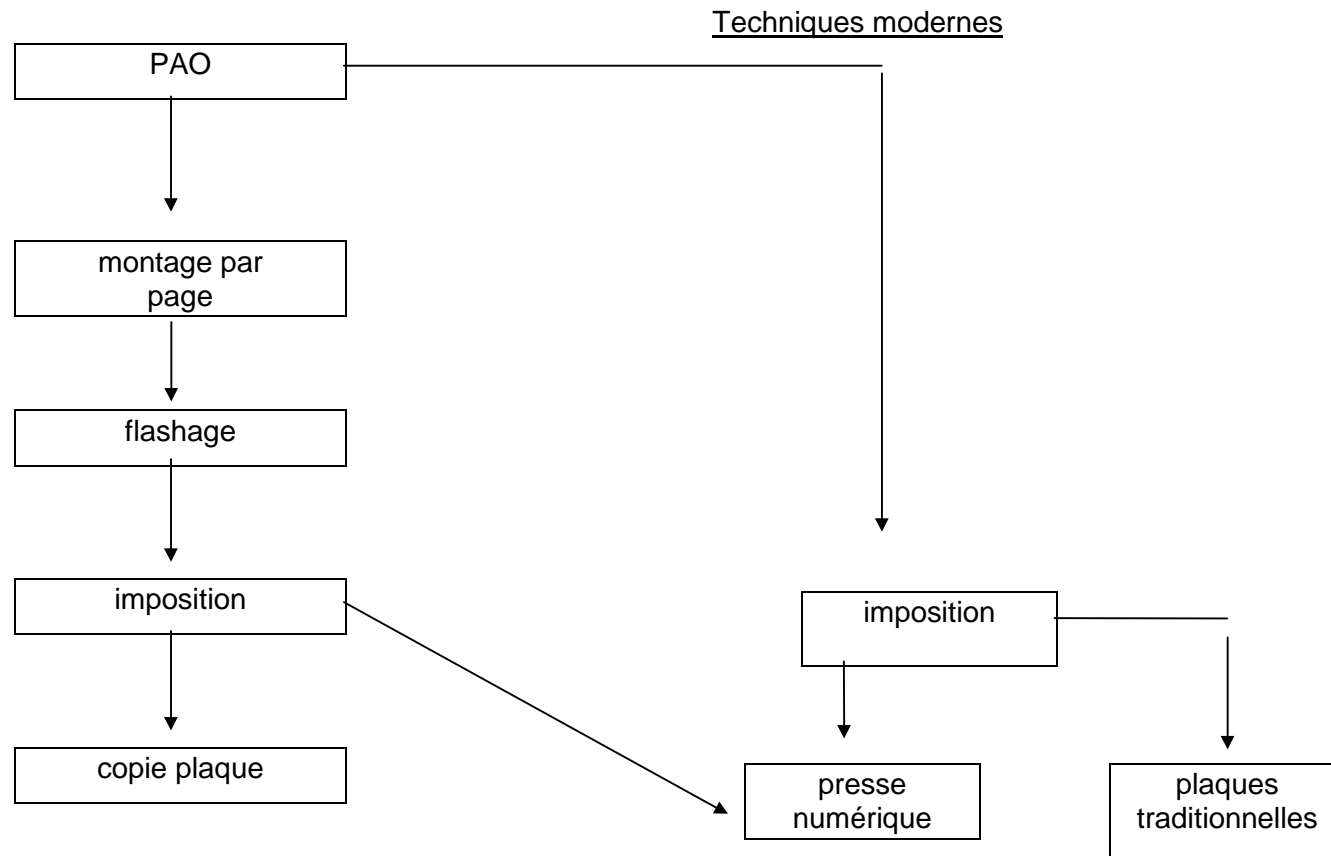 Techniques modernes
PAO
montage par
page
flashage
imposition
imposition
copie plaque
presse
numérique
plaques
traditionnelles